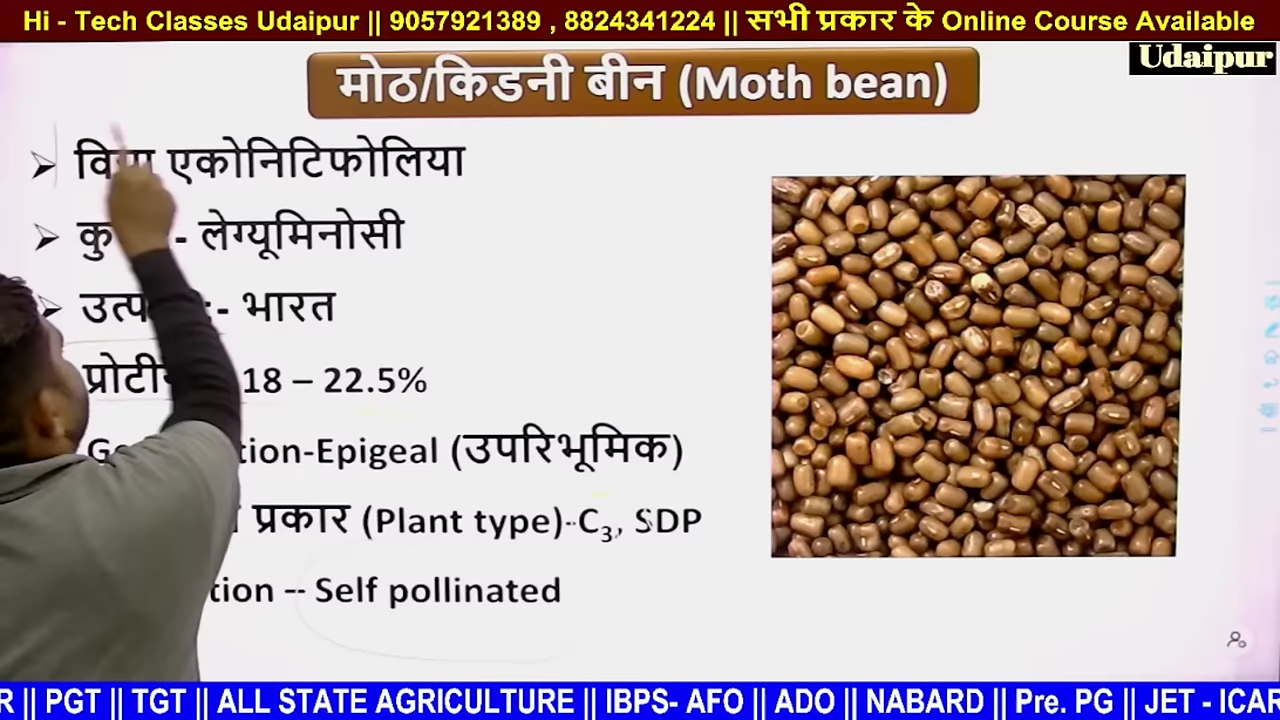 Hi - Tech Classes Udaipur || 9057921389 , 8824341224 || सभी प्रकार के Online Course Available
Udaipur
मोठ/किडनी बीन (Moth bean)
एकोनिटिफोलिया
- लेग्यूमिनोसी
:- भारत
18 – 22.5%
Epigeal (उपरिभूमिक)
प्रकार (Plant type)-C₃, SDP
-- Self pollinated
R || PGT || TGT || ALL STATE AGRICULTURE || IBPS- AFO || ADO || NABARD || Pre. PG || JET - ICAR